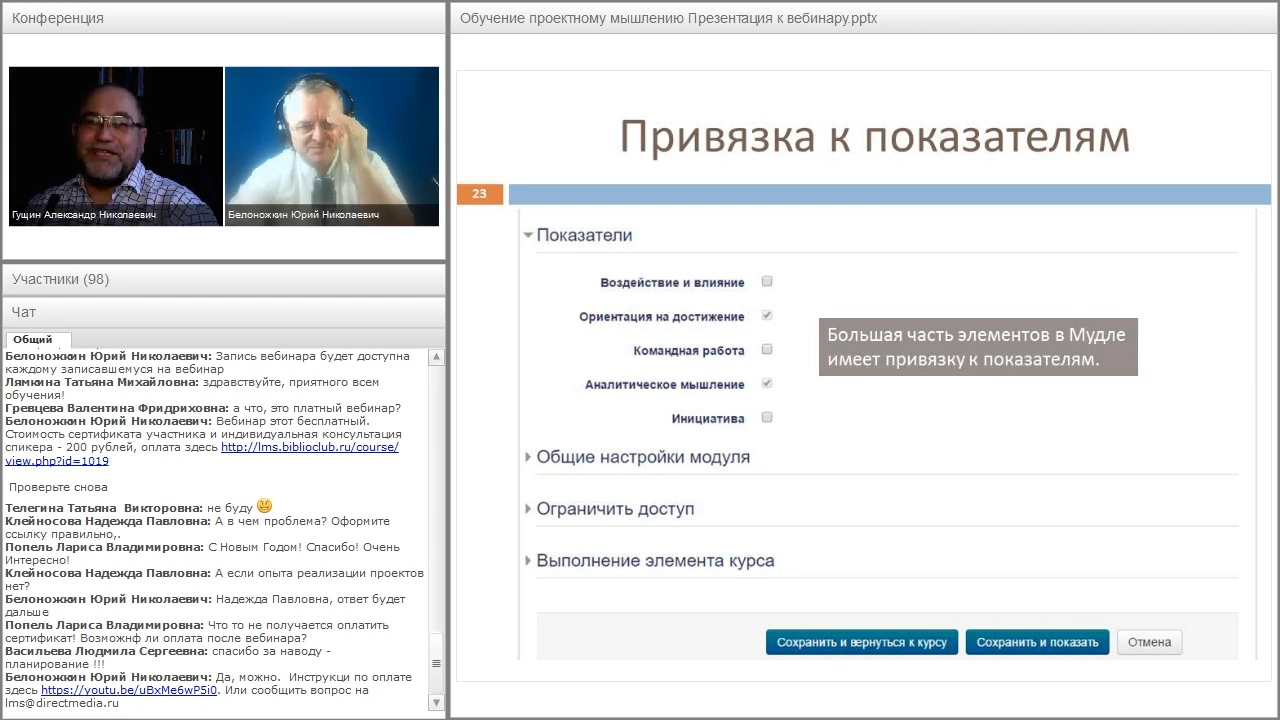 Конференция
Гущин Александр Николаевич
Белоножкин Юрий Николаевич
Участники (98)
Чат
Общий
Белоножкин Юрий Николаевич: Запись вебинара будет доступна
каждому записавшемуся на вебинар
Лямкина Татьяна Михайловна: здравствуйте, приятного всем
обучения!
Гревцева Валентина Фридриховна: а что, это платный вебинар?
Белоножкин Юрий Николаевич: Вебинар этот бесплатный.
Стоимость сертификата участника и индивидуальная консультация
спикера - 200 рублей, оплата здесь http://lms.biblioclub.ru/course/
view.php?id=1019
Проверьте снова
Телегина Татьяна Викторовна: не буду
Клейносова Надежда Павловна: А в чем проблема? Оформите
ссылку правильно,.
Попель Лариса Владимировна: С Новым Годом! Спасибо! Очень
Интересно!
Клейносова Надежда Павловна: А если опыта реализации проектов
нет?
Белоножкин Юрий Николаевич: Надежда Павловна, ответ будет
дальше
Попель Лариса Владимировна: Что то не получается оплатить
сертификат! Возможнф ли оплата после вебинара?
Васильева Людмила Сергеевна: спасибо за сводку -
планирование !!!
Белоножкин Юрий Николаевич: Да, можно. Инструкци по оплате
здесь https://youtu.be/uBxMe6wP5i0. Или сообщить вопрос на
lms@directmedia.ru
Обучение проектному мышлению Презентация к вебинару.pptx
Привязка к показателям
23
Показатели
Воздействие и влияние
Ориентация на достижение
Командная работа
Аналитическое мышление
Инициатива
Большая часть элементов в Мудле
имеет привязку к показателям.
Общие настройки модуля
Ограничить доступ
Выполнение элемента курса
Сохранить и вернуться к курсу
Сохранить и показать
Отмена